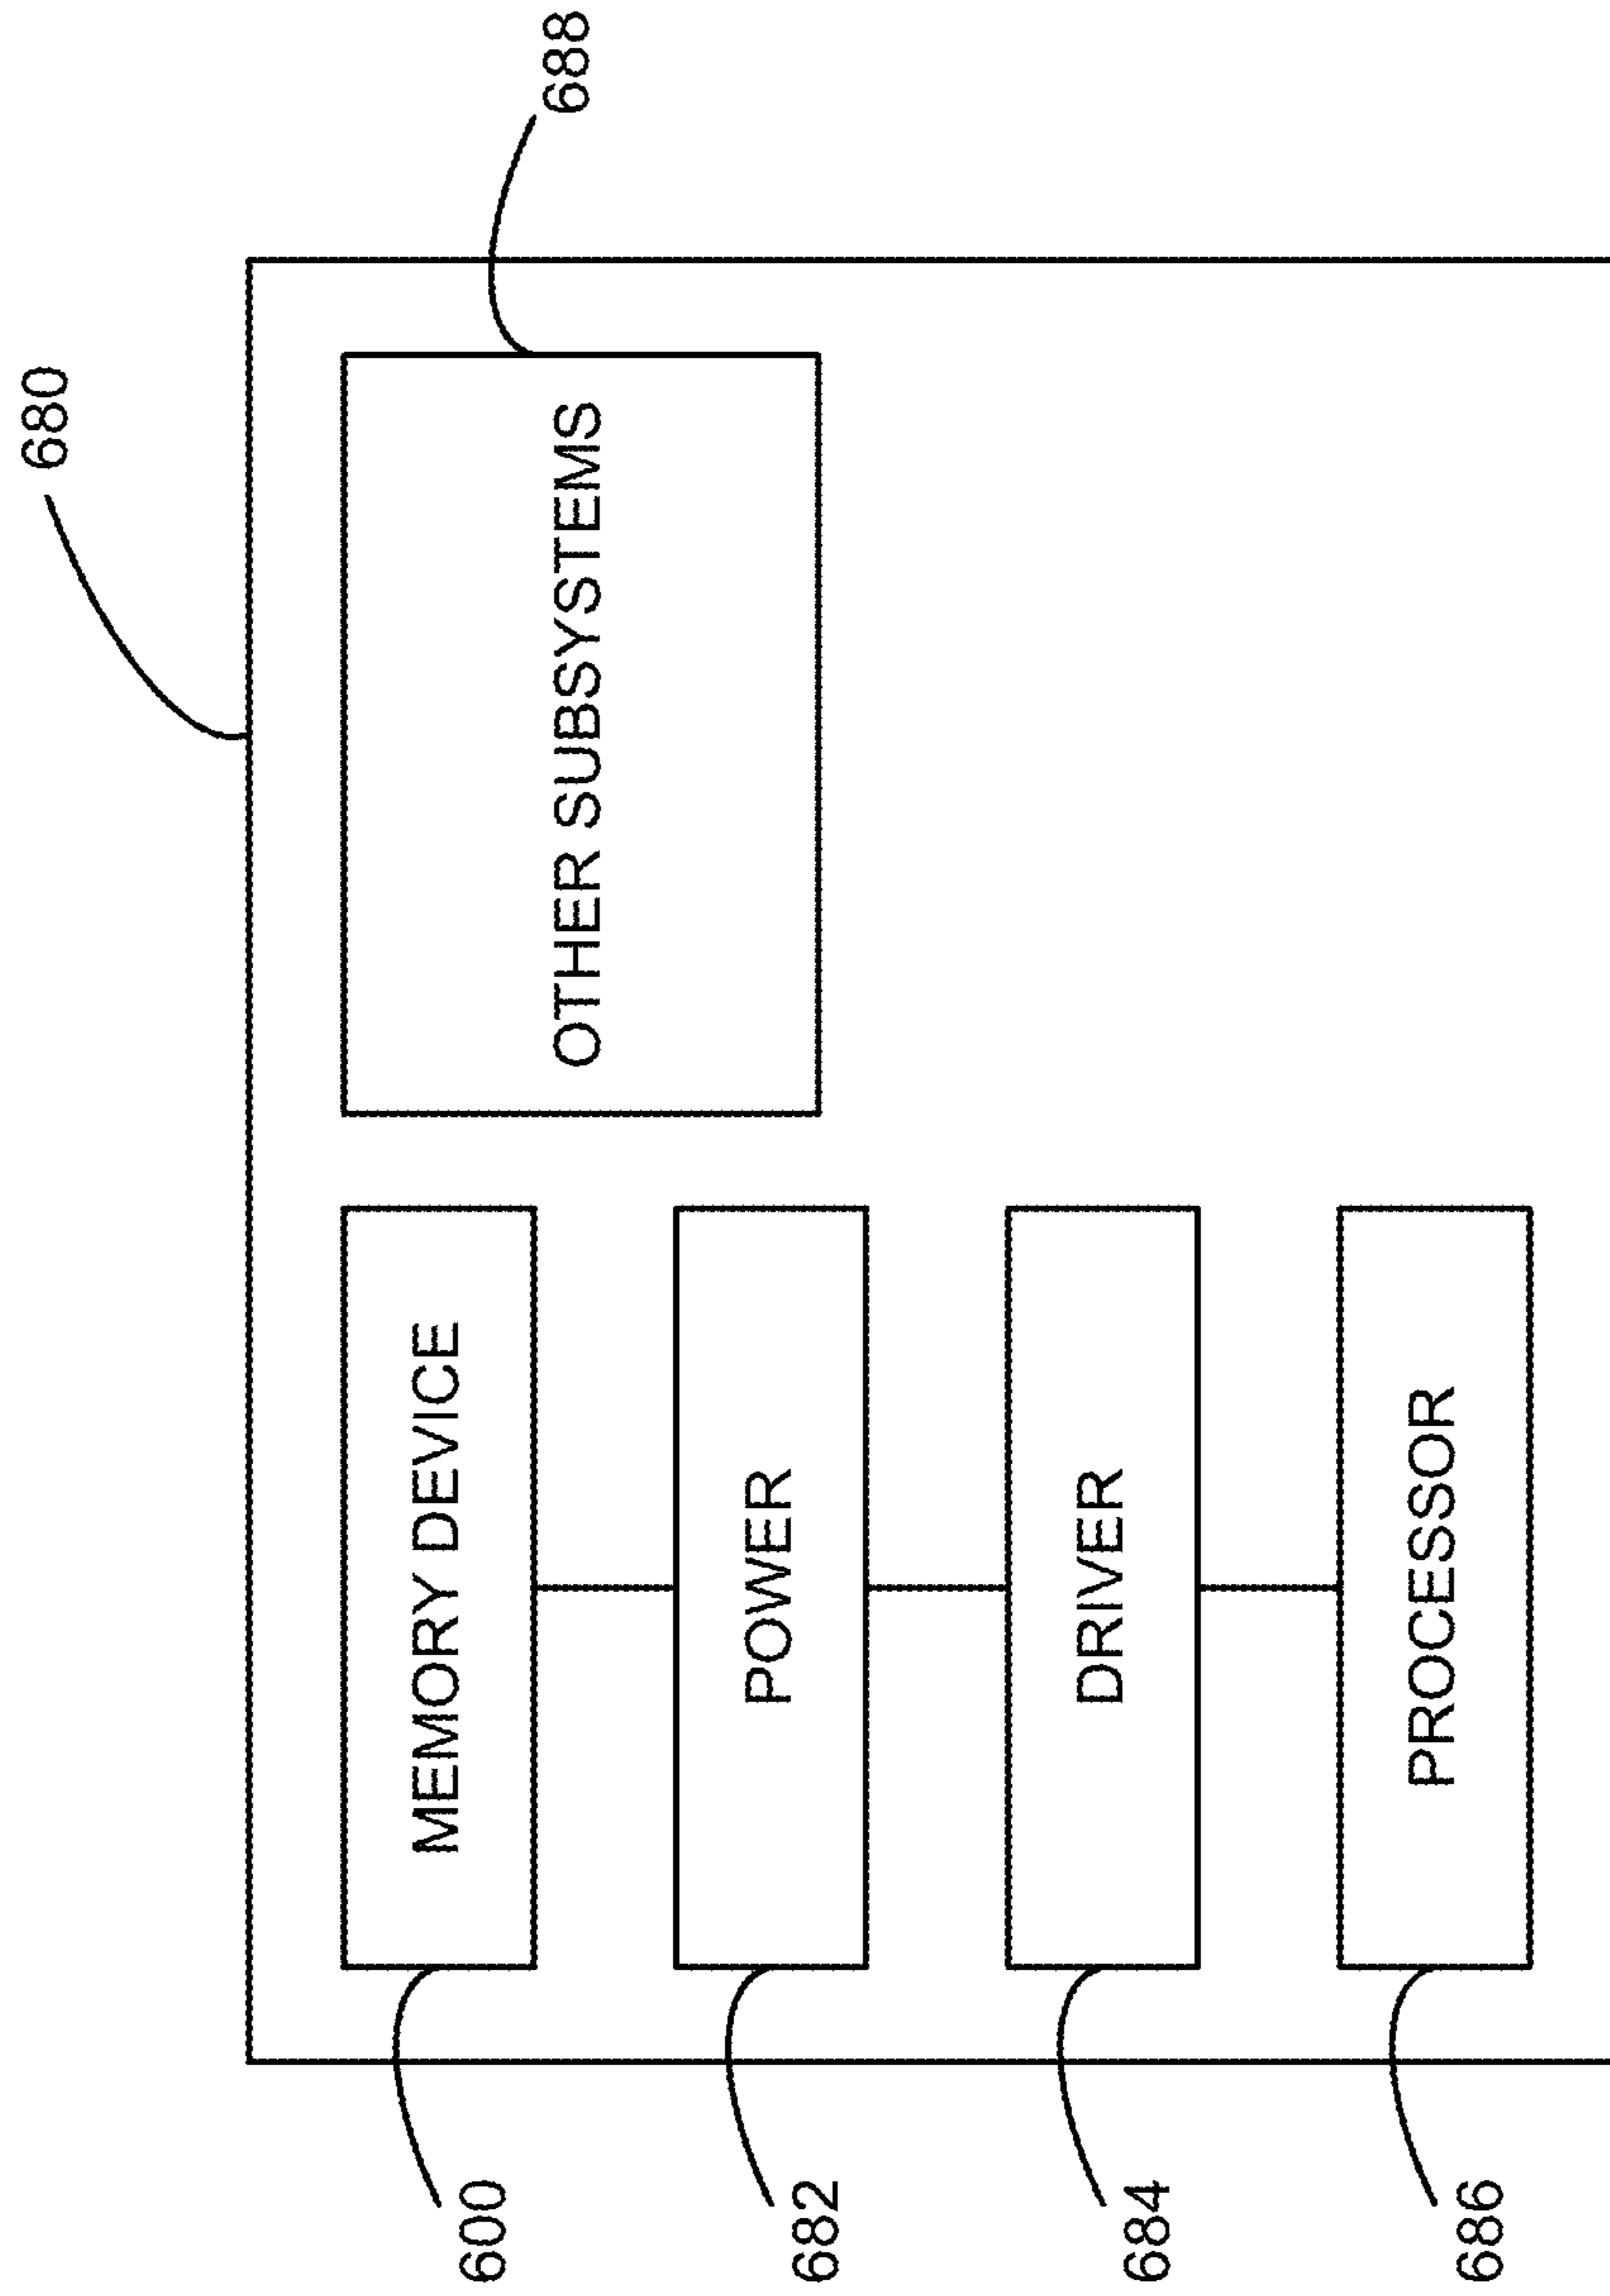 680
600
MEMORY DEVICE
OTHER SUBSYSTEMS
688
682
POWER
684
DRIVER
686
PROCESSOR